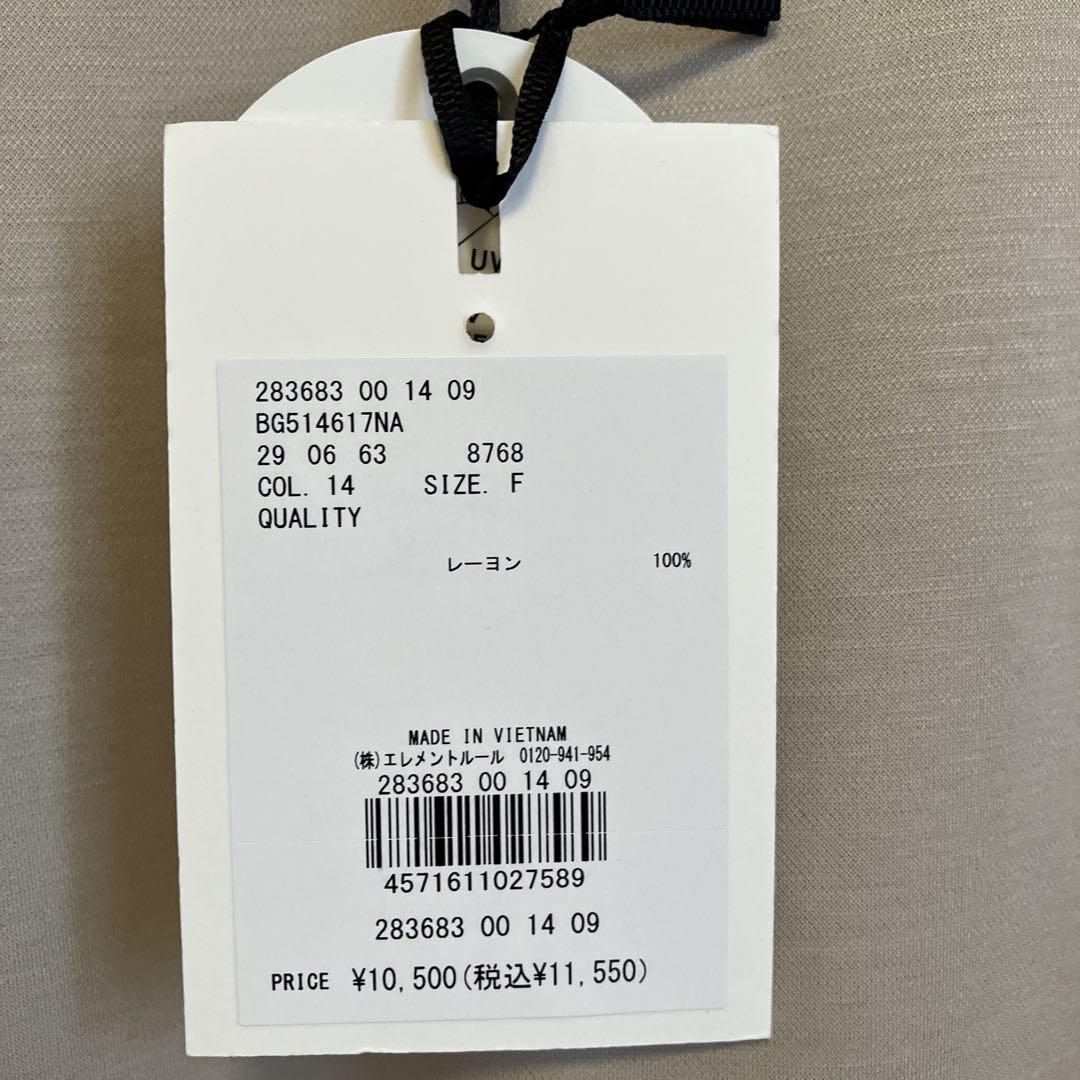 UV
283683 00 14 09
BG514617NA
29 06 63 8768
COL. 14 SIZE. F
QUALITY
レーヨン 100%
MADE IN VIETNAM
(株)エレメントルール 0120-941-954
283683 00 14 09
4571611027589
283683 00 14 09
PRICE ¥10,500(税込¥11,550)